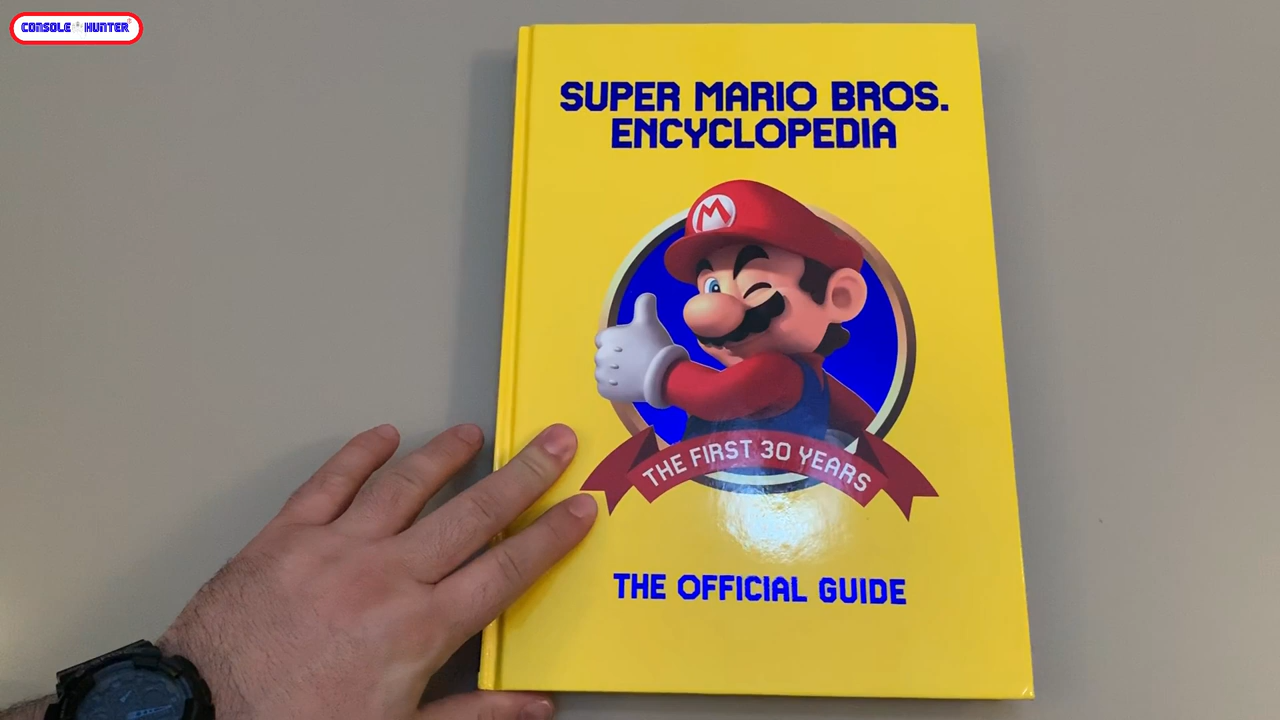 CONSOLE HUNTER
SUPER MARIO BROS.
ENCYCLOPEDIA
M
THE FIRST 30 YEARS
THE OFFICIAL GUIDE